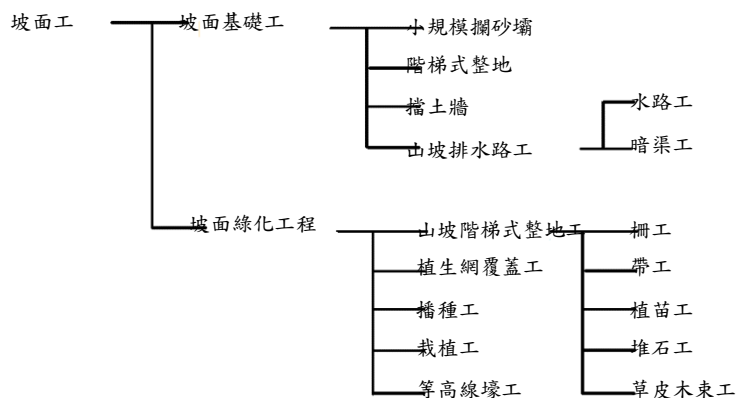 坡面工
坡面基礎工
小規模攔砂壩
階梯式整地
擋土牆
山坡排水路工
水路工
暗渠工
坡面綠化工程
山坡階梯式整地工
植生網覆蓋工
播種工
栽植工
等高線壕工
柵工
帶工
植苗工
堆石工
草皮木束工